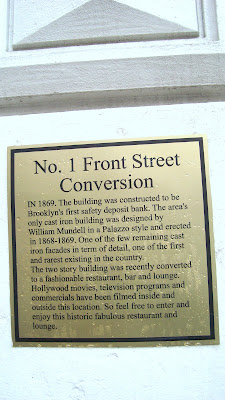 No. 1 Front Street
Conversion
IN 1869. The building was constructed to be
Brooklyn's first safety deposit bank. The area's
only cast iron building was designed by
William Mundell in a Palazzo style and erected
in 1868-1869. One of the few remaining cast
iron facades in term of detail, one of the first
and rarest existing in the country.
The two story building was recently converted
to a fashionable restaurant, bar and lounge.
Hollywood movies, television programs and
commercials have been filmed inside and
outside this location. So feel free to enter and
enjoy this historic fabulous restaurant and
lounge.